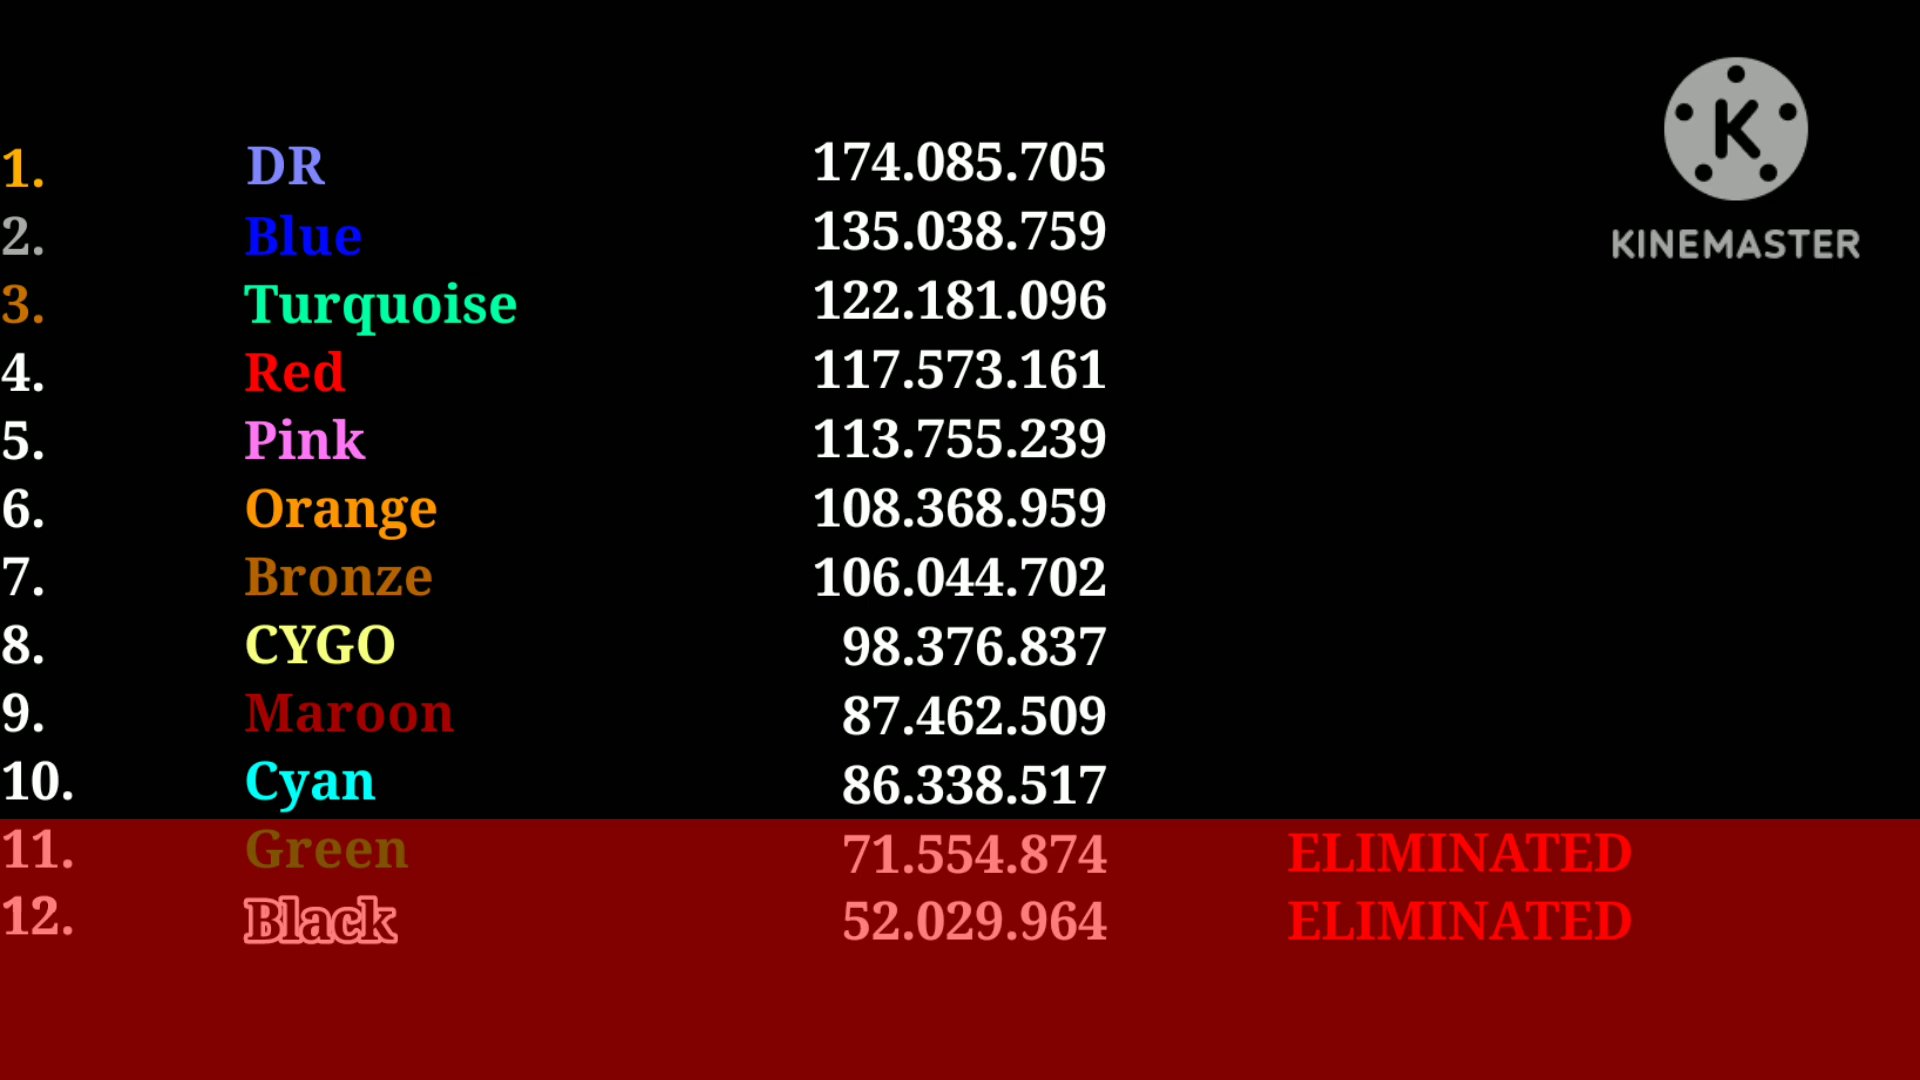 1. DR 174.085.705
2. Blue 135.038.759
3. Turquoise 122.181.096
4. Red 117.573.161
5. Pink 113.755.239
6. Orange 108.368.959
7. Bronze 106.044.702
8. CYGO 98.376.837
9. Maroon 87.462.509
10. Cyan 86.338.517
11. Green 71.554.874 ELIMINATED
12. Black 52.029.964 ELIMINATED
K
KINEMASTER